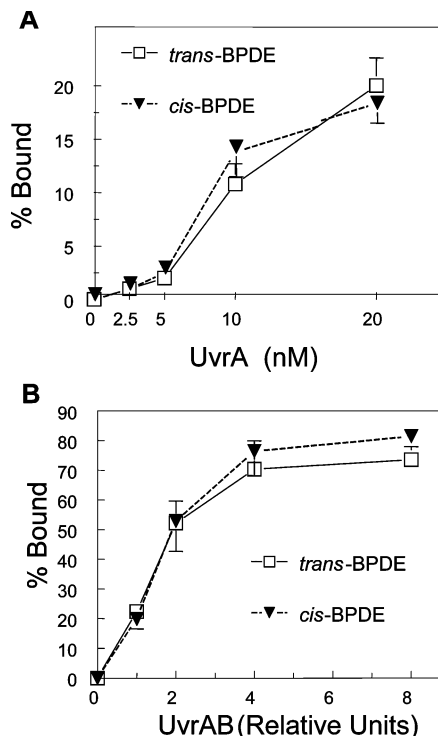 A
trans-BPDE
cis-BPDE
% Bound
20
15
10
5
0
0 2.5 5 10 20
UvrA (nM)
B
% Bound
90
80
70
60
50
40
30
20
10
0
trans-BPDE
cis-BPDE
0 2 4 6 8
UvrAB (Relative Units)